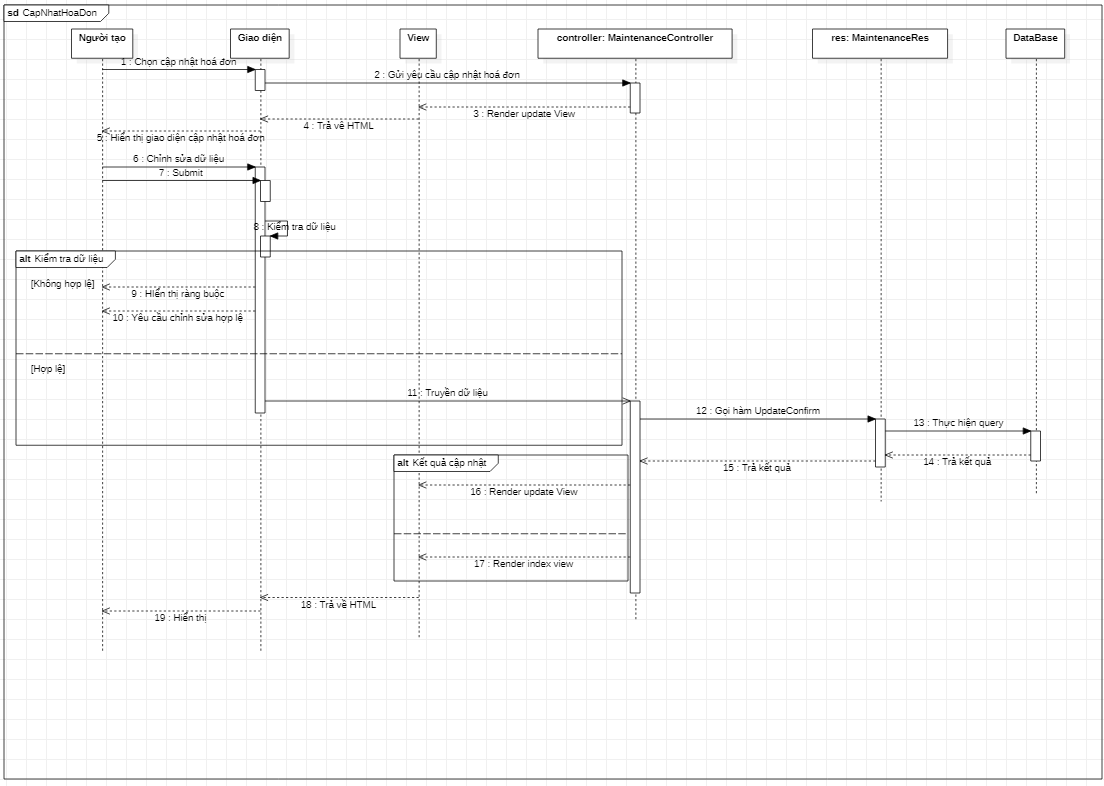 sd CapNhatHoaDon
Người tạo
Giao diện
View
controller: MaintenanceController
res: MaintenanceRes
DataBase
1 : Chọn cập nhật hoá đơn
2 : Gửi yêu cầu cập nhật hoá đơn
3 : Render update View
4 : Trả về HTML
5 : Hiển thị giao diện cập nhật hoá đơn
6 : Chỉnh sửa dữ liệu
7 : Submit
8 : Kiểm tra dữ liệu
alt Kiểm tra dữ liệu
[Không hợp lệ]
9 : Hiển thị ràng buộc
10 : Yêu cầu chỉnh sửa hợp lệ
[Hợp lệ]
11 : Truyền dữ liệu
12 : Gọi hàm UpdateConfirm
13 : Thực hiện query
14 : Trả kết quả
15 : Trả kết quả
alt Kết quả cập nhật
16 : Render update View
17 : Render index view
18 : Trả về HTML
19 : Hiển thị